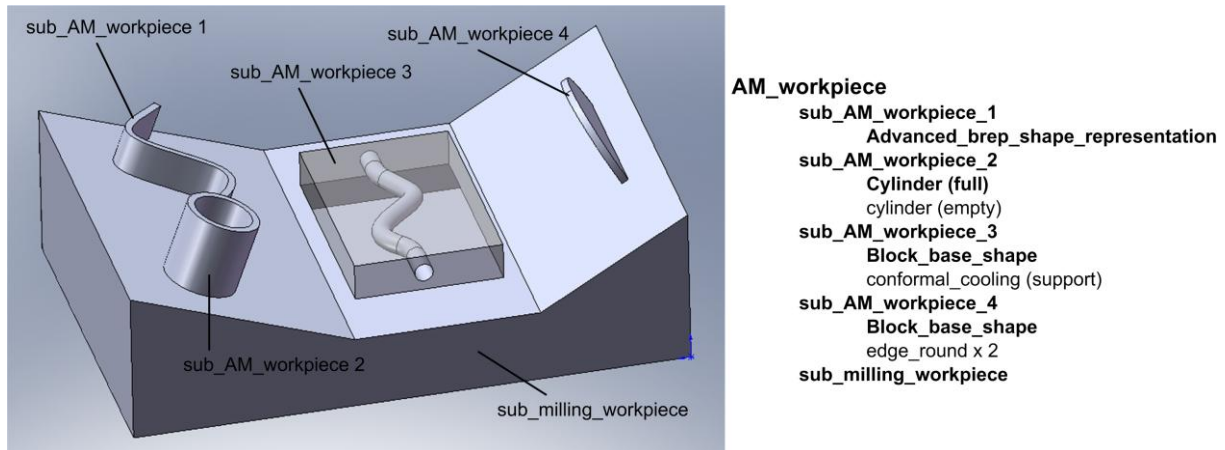 sub_AM_workpiece 1
sub_AM_workpiece 4
sub_AM_workpiece 3
sub_AM_workpiece 2
sub_milling_workpiece
AM_workpiece
sub_AM_workpiece_1
Advanced_brep_shape_representation
sub_AM_workpiece_2
Cylinder (full)
cylinder (empty)
sub_AM_workpiece_3
Block_base_shape
conformal_cooling (support)
sub_AM_workpiece_4
Block_base_shape
edge_round x 2
sub_milling_workpiece